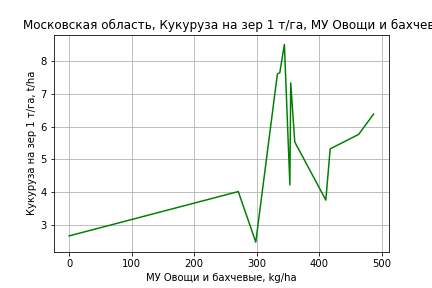 Московская область, Кукуруза на зер 1 т/га, МУ Овощи и бахчев
Кукуруза на зер 1 т/га, t/ha
8
7
6
5
4
3
0 100 200 300 400 500
МУ Овощи и бахчевые, kg/ha